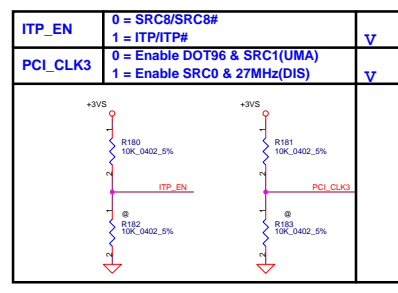 ITP_EN
0 = SRC8/SRC8#
1 = ITP/ITP#
V
PCI_CLK3
0 = Enable DOT96 & SRC1(UMA)
1 = Enable SRC0 & 27MHz(DIS)
V
+3VS
+3VS
1
R180
10K_0402_5%
2
1
R181
10K_0402_5%
2
ITP_EN
PCI_CLK3
1
@
R182
10K_0402_5%
2
1
@
R183
10K_0402_5%
2